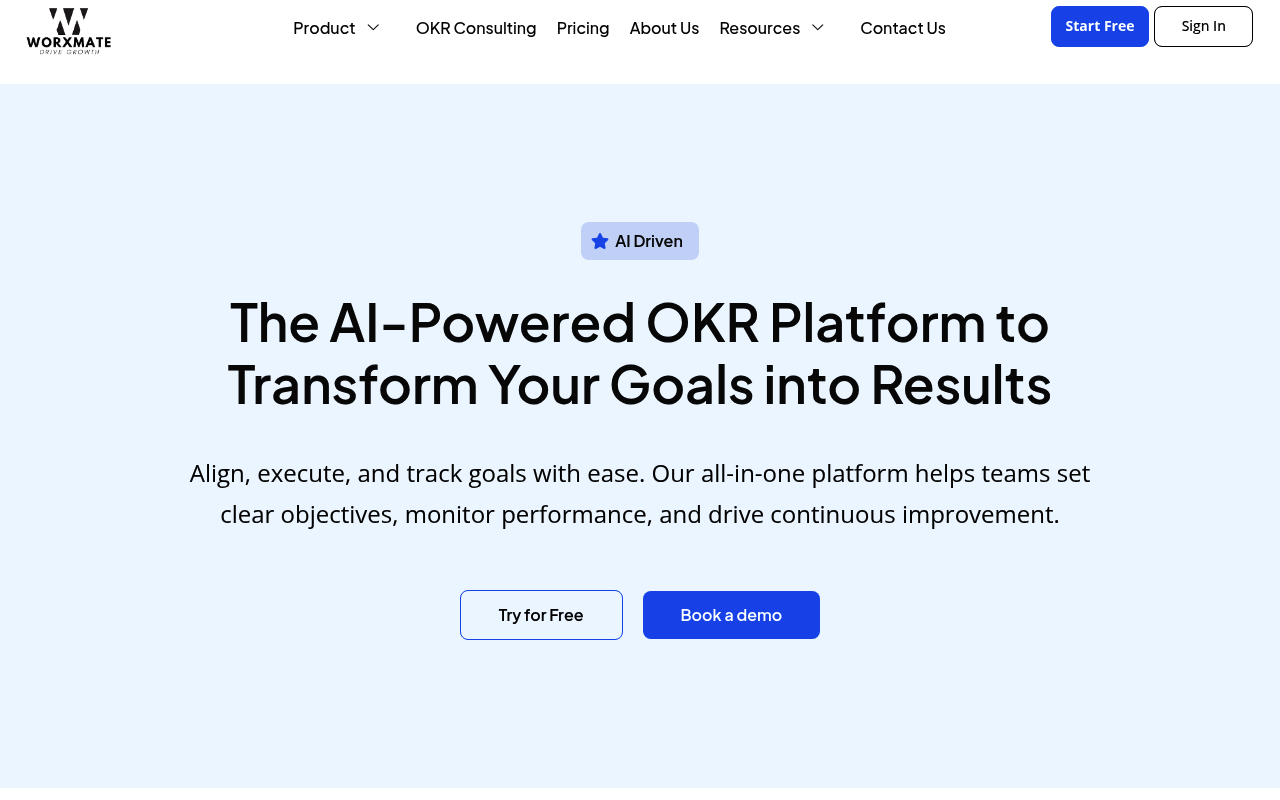 WORXMATE
DRIVE GROWTH
Product
OKR Consulting
Pricing
About Us
Resources
Contact Us
Start Free
Sign In
AI Driven
The AI-Powered OKR Platform to
Transform Your Goals into Results
Align, execute, and track goals with ease. Our all-in-one platform helps teams set
clear objectives, monitor performance, and drive continuous improvement.
Try for Free
Book a demo